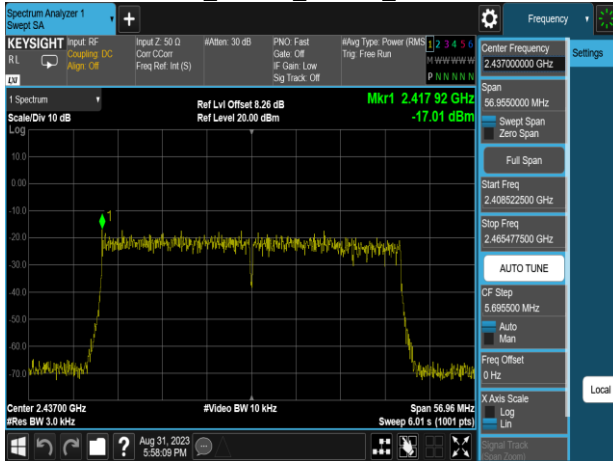 Spectrum Analyzer 1
Swept SA
+
Frequency
KEYSIGHT
RL
LXI
Input: RF
Coupling: DC
Align: Off
Input Z: 50 Ω
Corr CCorr
Freq Ref: Int (S)
#Atten: 30 dB
PNO: Fast
Gate: Off
IF Gain: Low
Sig Track: Off
#Avg Type: Power (RMS
Trig: Free Run
1 2 3 4 5 6
M W W W W W
P N N N N N
1 Spectrum
Scale/Div 10 dB
Log
Ref Lvl Offset 8.26 dB
Ref Level 20.00 dBm
Mkr1 2.417 92 GHz
-17.01 dBm
10.0
0.00
-10.0
1
-20.0
-30.0
-40.0
-50.0
-60.0
-70.0
Center 2.43700 GHz
#Res BW 3.0 kHz
#Video BW 10 kHz
Span 56.96 MHz
Sweep 6.01 s (1001 pts)
Center Frequency
2.437000000 GHz
Settings
Span
56.9550000 MHz
Swept Span
Zero Span
Full Span
Start Freq
2.408522500 GHz
Stop Freq
2.465477500 GHz
AUTO TUNE
CF Step
5.695500 MHz
Auto
Man
Freq Offset
0 Hz
X Axis Scale
Log
Lin
Local
Signal Track
(Span Zoom)
?
Aug 31, 2023
5:58:09 PM